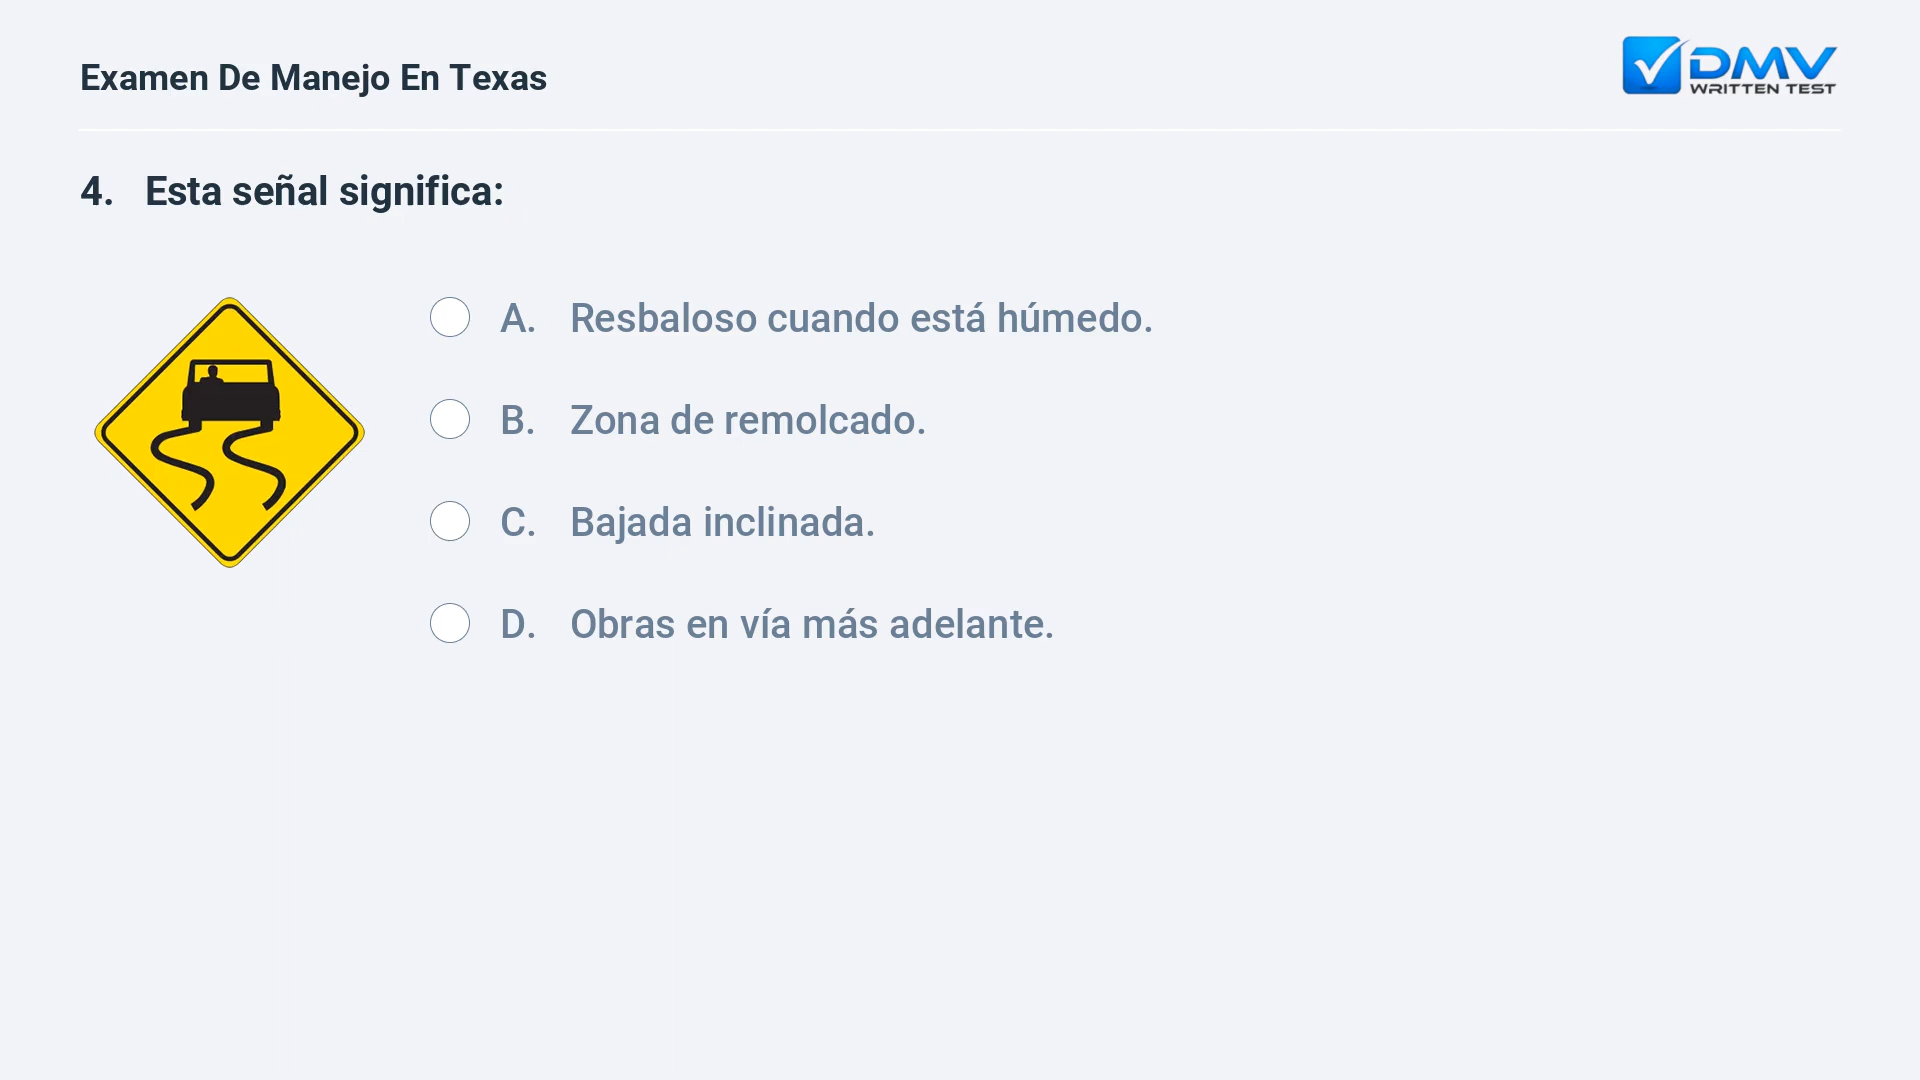 Examen De Manejo En Texas
DMV
WRITTEN TEST
4. Esta señal significa:
A. Resbaloso cuando está húmedo.
B. Zona de remolcado.
C. Bajada inclinada.
D. Obras en vía más adelante.